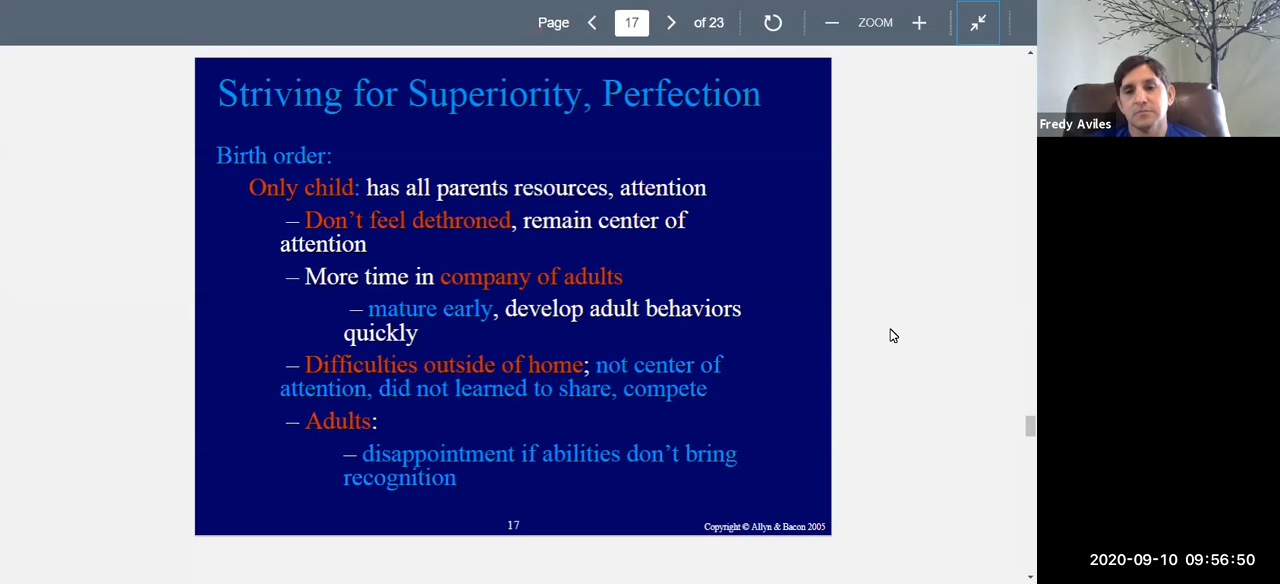 Page 17 of 23 ZOOM
Striving for Superiority, Perfection
Birth order:
Only child: has all parents resources, attention
– Don't feel dethroned, remain center of
attention
– More time in company of adults
– mature early, develop adult behaviors
quickly
– Difficulties outside of home; not center of
attention, did not learned to share, compete
– Adults:
– disappointment if abilities don't bring
recognition
17
Copyright © Allyn & Bacon 2005
Fredy Aviles
2020-09-10 09:56:50